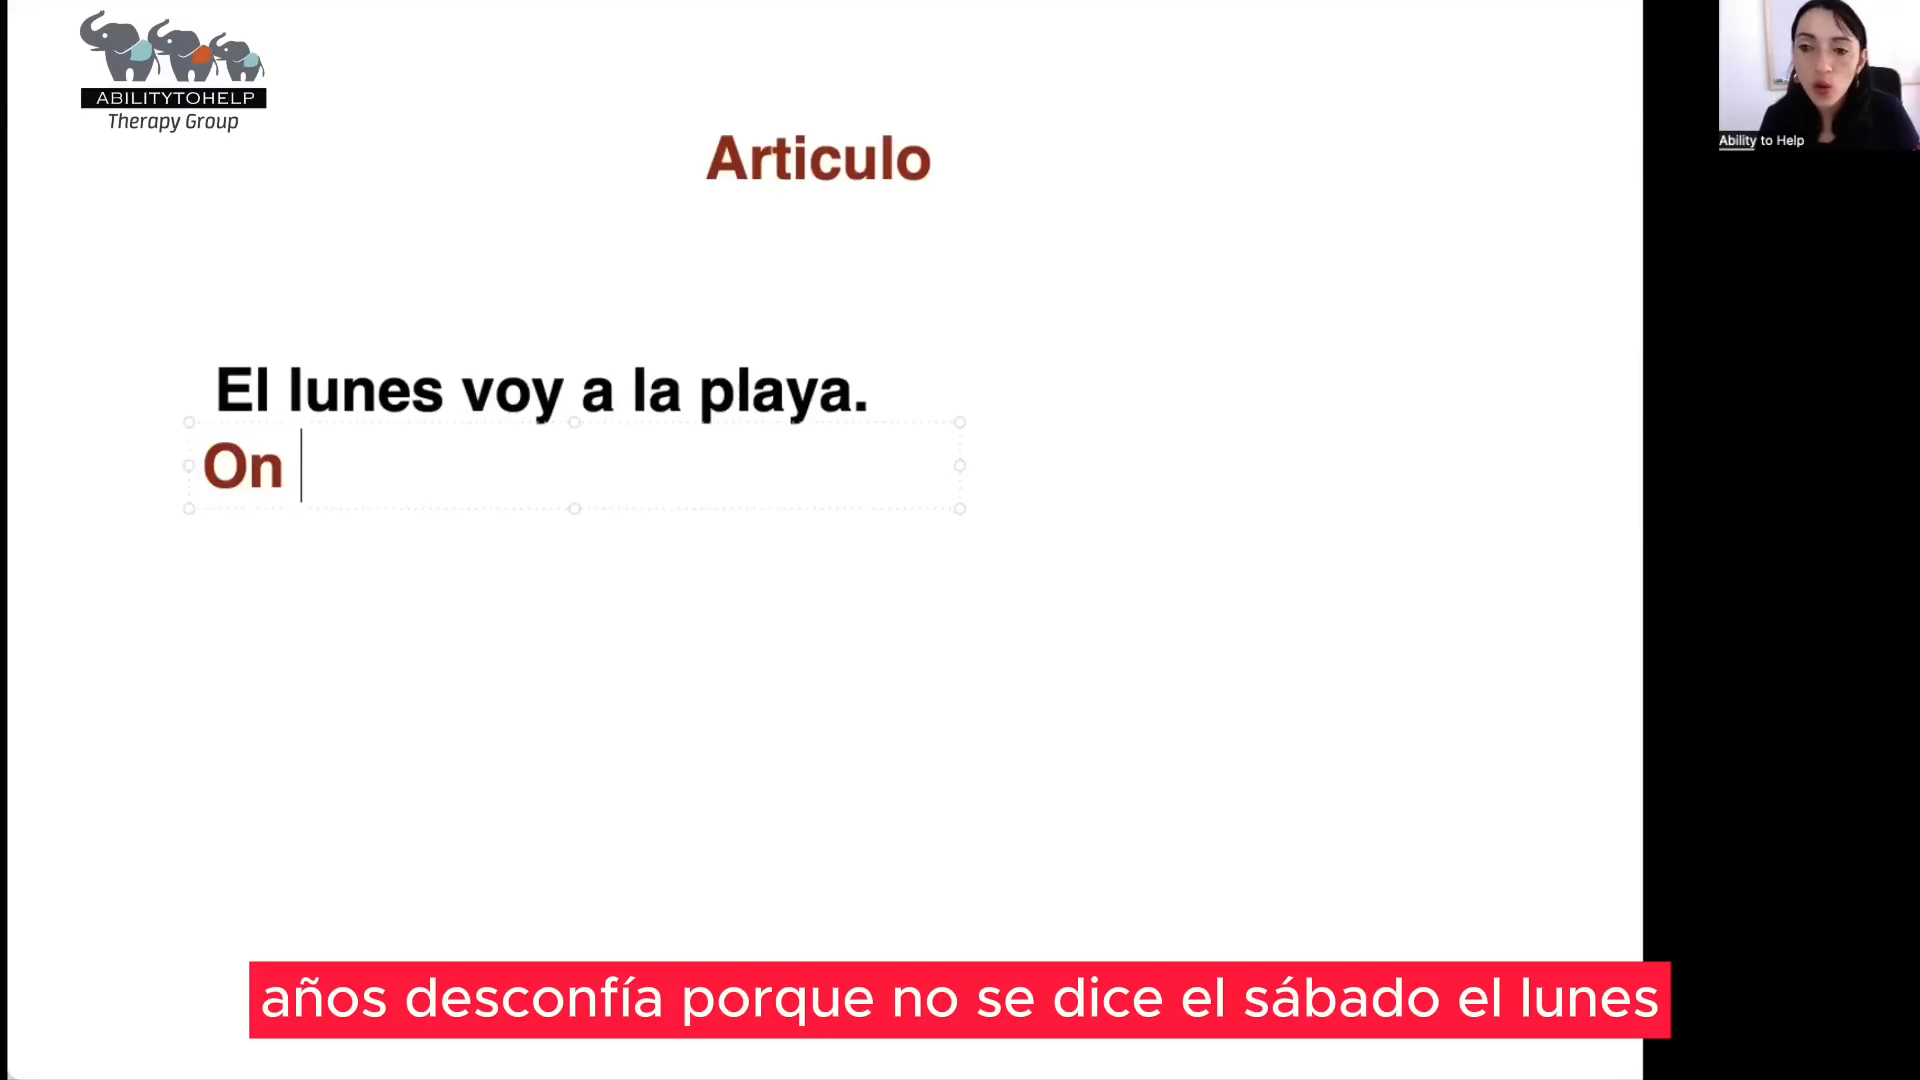 ABILITYTOHELP
Therapy Group
Ability to Help
Articulo
El lunes voy a la playa.
On
años desconfía porque no se dice el sábado el lunes